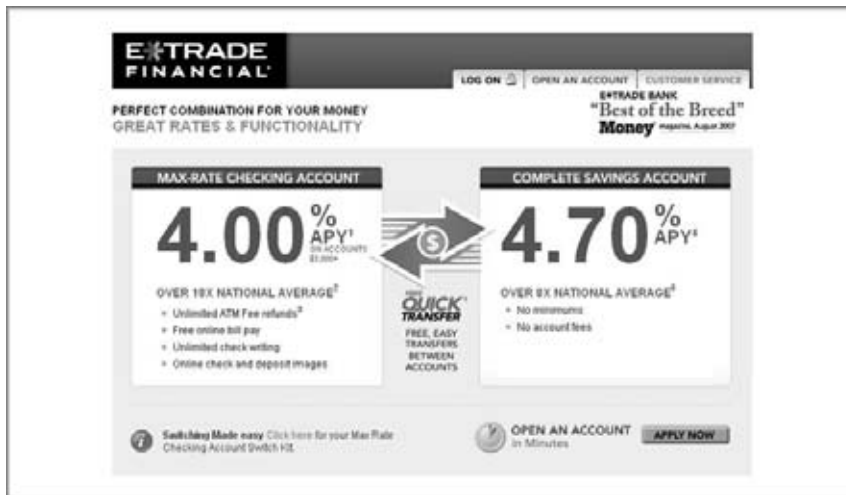 E*TRADE
FINANCIAL
LOG ON OPEN AN ACCOUNT CUSTOMER SERVICE
E*TRADE BANK
"Best of the Breed"
Money magazine, August 2007
PERFECT COMBINATION FOR YOUR MONEY
GREAT RATES & FUNCTIONALITY
MAX-RATE CHECKING ACCOUNT
4.00% APY¹
ON ACCOUNTS
OVER 10X NATIONAL AVERAGE²
Unlimited ATM Fee refunds³
Free online bill pay
Unlimited check writing
Online check and deposit images
$
QUICK
TRANSFER
FREE, EASY
TRANSFERS
BETWEEN
ACCOUNTS
COMPLETE SAVINGS ACCOUNT
4.70% APY
OVER 8X NATIONAL AVERAGE
No minimums
No account fees
i
Switching Made easy Click here for your Max Rate
Checking Account Switch Kit.
OPEN AN ACCOUNT
in Minutes
APPLY NOW